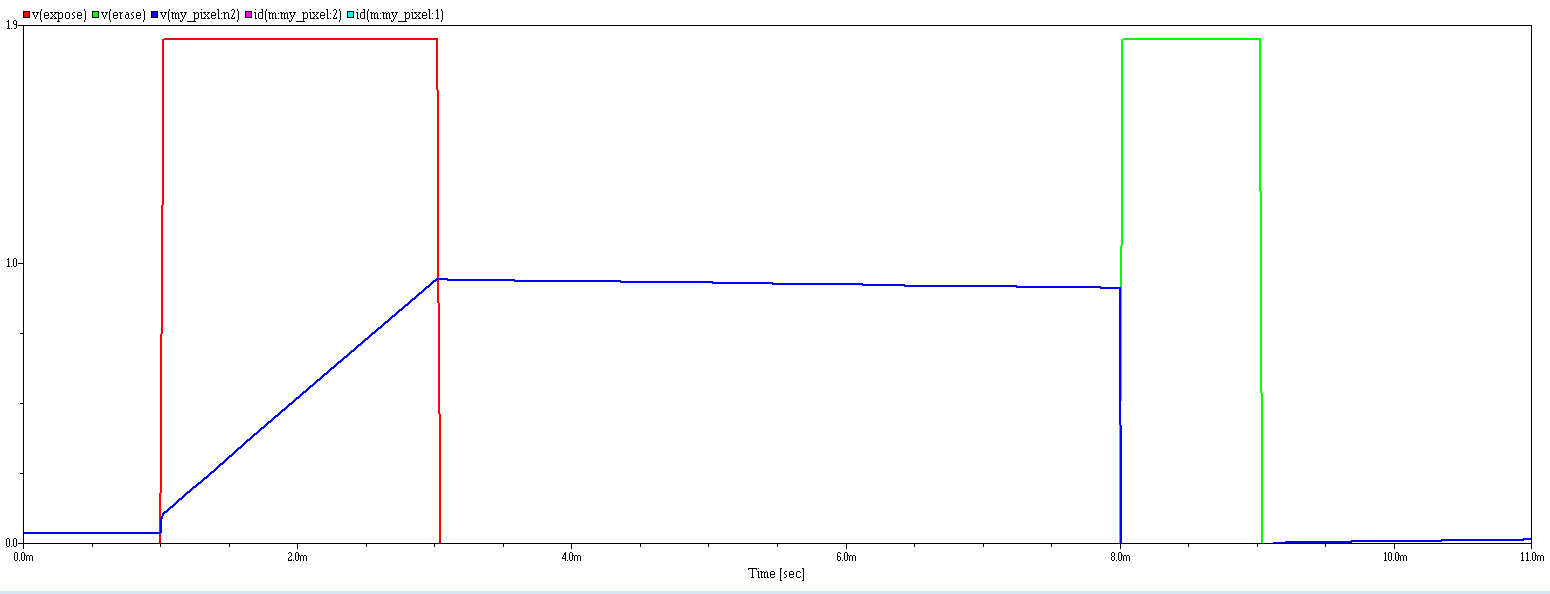 v(expose) v(erase) v(my_pixel:n2) id(m:my_pixel:2) id(m:my_pixel:1)
1.9
1.0
0.0
0.0m 2.0m 4.0m 6.0m 8.0m 10.0m 11.0m
Time [sec]